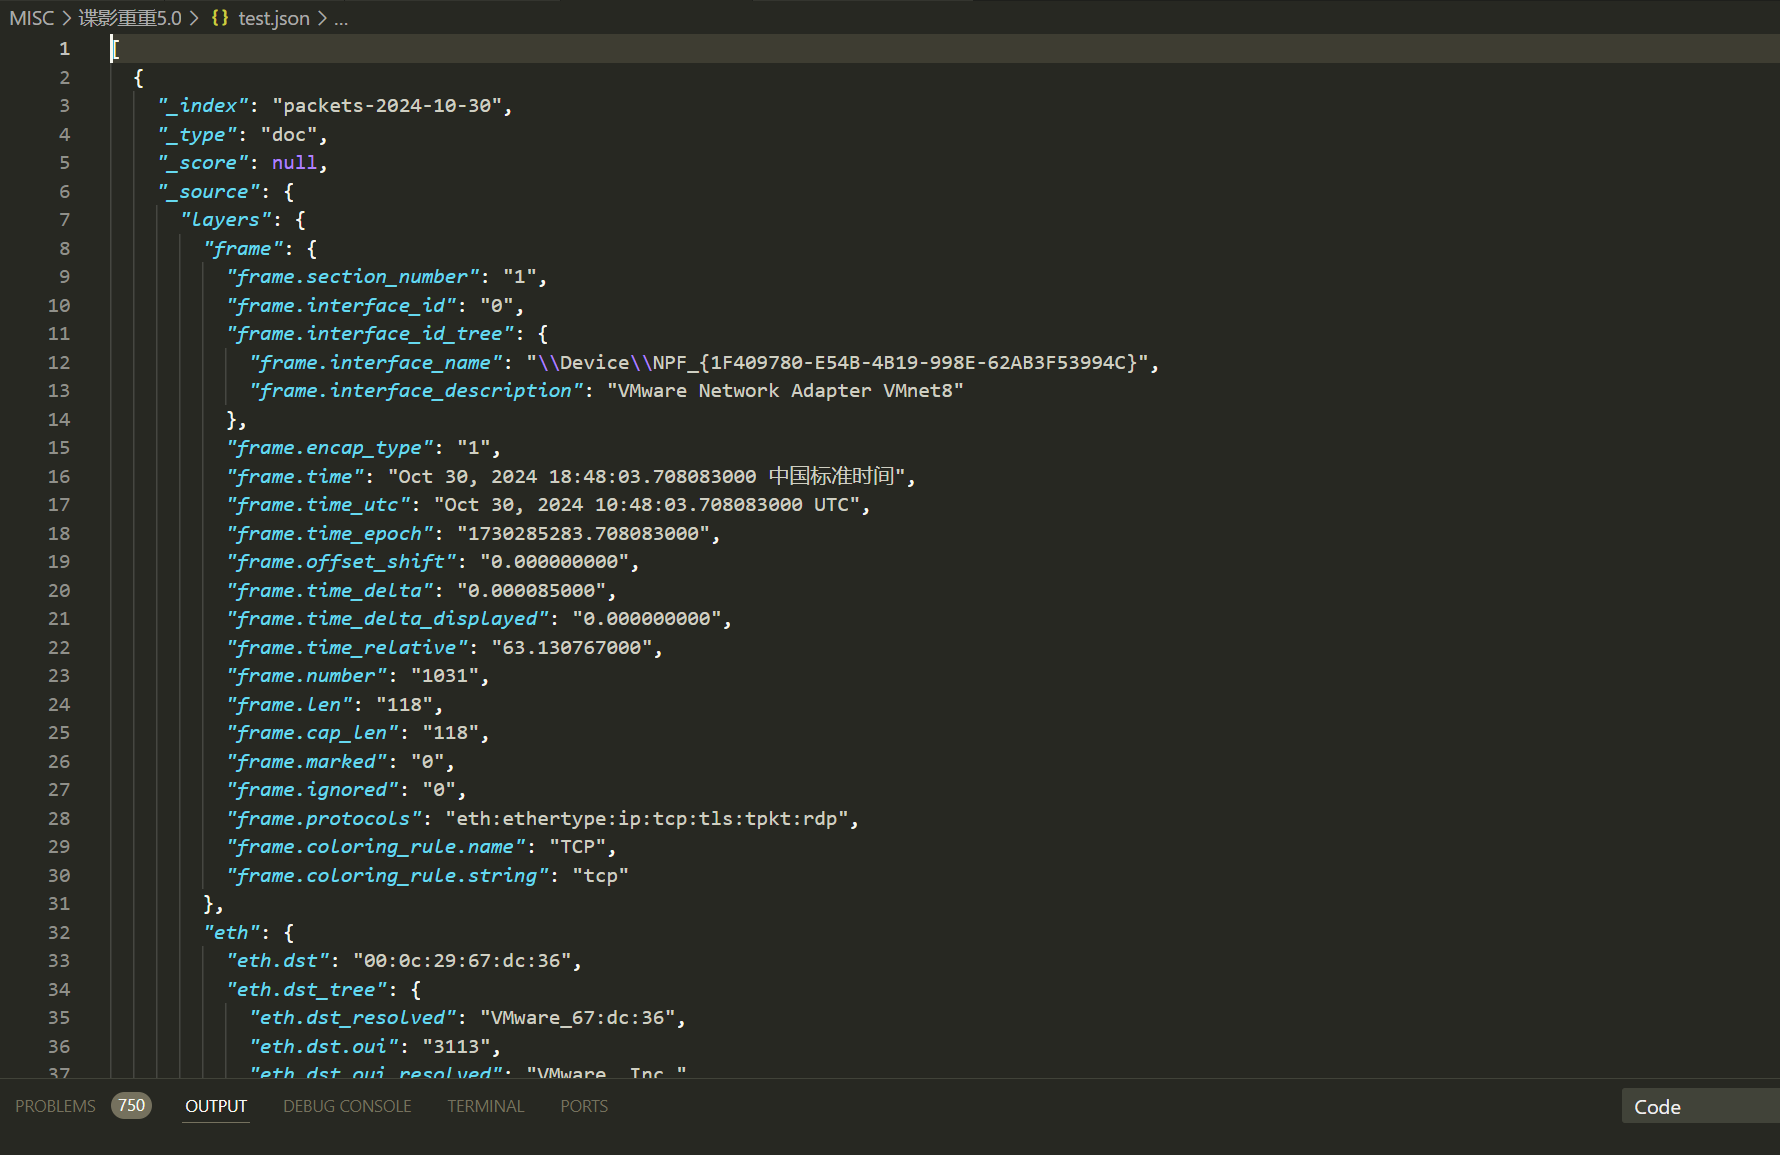 MISC > 谍影重重5.0 > {} test.json > ...
1 [
2 {
3 "_index": "packets-2024-10-30",
4 "_type": "doc",
5 "_score": null,
6 "_source": {
7 "layers": {
8 "frame": {
9 "frame.section_number": "1",
10 "frame.interface_id": "0",
11 "frame.interface_id_tree": {
12 "frame.interface_name": "\\Device\\NPF_{1F409780-E54B-4B19-998E-62AB3F53994C}",
13 "frame.interface_description": "VMware Network Adapter VMnet8"
14 },
15 "frame.encap_type": "1",
16 "frame.time": "Oct 30, 2024 18:48:03.708083000 中国标准时间",
17 "frame.time_utc": "Oct 30, 2024 10:48:03.708083000 UTC",
18 "frame.time_epoch": "1730285283.708083000",
19 "frame.offset_shift": "0.000000000",
20 "frame.time_delta": "0.000085000",
21 "frame.time_delta_displayed": "0.000000000",
22 "frame.time_relative": "63.130767000",
23 "frame.number": "1031",
24 "frame.len": "118",
25 "frame.cap_len": "118",
26 "frame.marked": "0",
27 "frame.ignored": "0",
28 "frame.protocols": "eth:ethertype:ip:tcp:tls:tpkt:rdp",
29 "frame.coloring_rule.name": "TCP",
30 "frame.coloring_rule.string": "tcp"
31 },
32 "eth": {
33 "eth.dst": "00:0c:29:67:dc:36",
34 "eth.dst_tree": {
35 "eth.dst_resolved": "VMware_67:dc:36",
36 "eth.dst.oui": "3113",
37 "eth.dst.oui_resolved": "VMware, Inc."
PROBLEMS 750 OUTPUT DEBUG CONSOLE TERMINAL PORTS Code